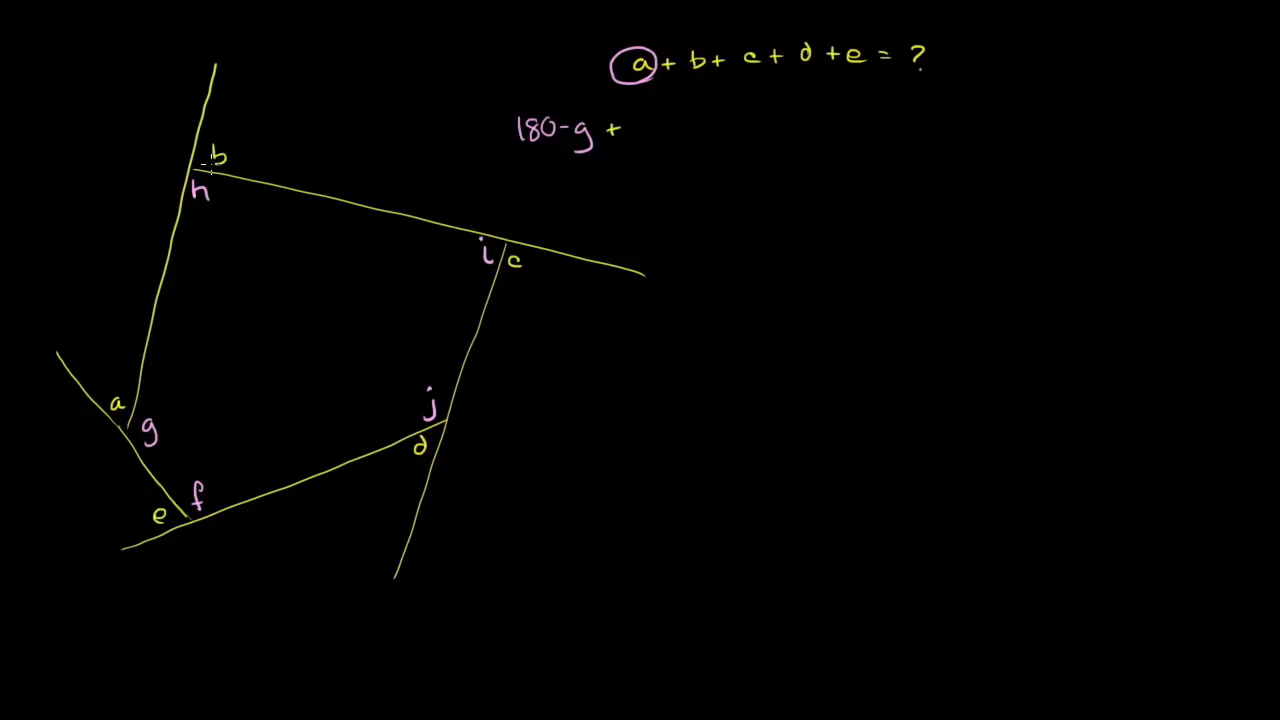 a + b + c + d + e = ?
180-g +
b
h
i c
a
j
g
d
f
e